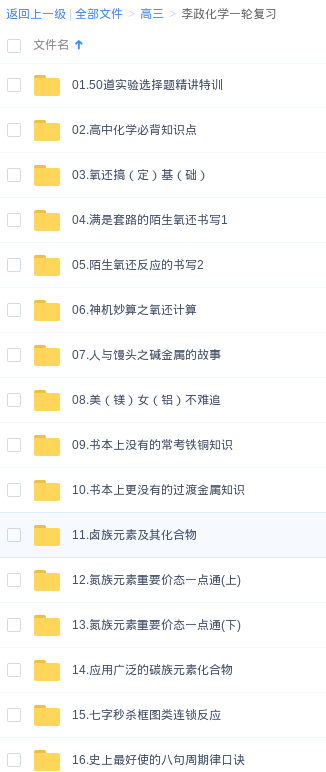 返回上一级 | 全部文件 > 高三 > 李政化学一轮复习
文件名
01.50道实验选择题精讲特训
02.高中化学必背知识点
03.氧还搞（定）基（础）
04.满是套路的陌生氧还书写1
05.陌生氧还反应的书写2
06.神机妙算之氧还计算
07.人与馒头之碱金属的故事
08.美（镁）女（铝）不难追
09.书本上没有的常考铁铜知识
10.书本上更没有的过渡金属知识
11.卤族元素及其化合物
12.氮族元素重要价态一点通(上)
13.氮族元素重要价态一点通(下)
14.应用广泛的碳族元素化合物
15.七字秒杀框图类连锁反应
16.史上最好使的八句周期律口诀